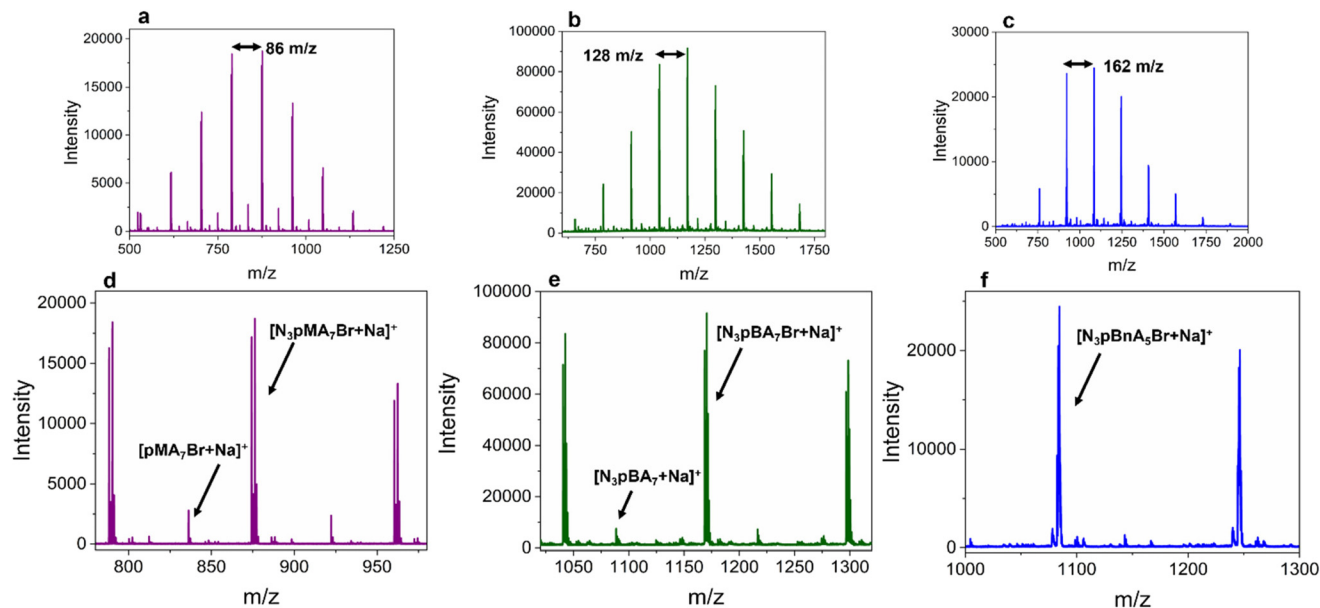 a
20000
15000
10000
5000
0
Intensity
86 m/z
500
750
1000
1250
m/z
b
100000
80000
60000
40000
20000
0
Intensity
128 m/z
750
1000
1250
1500
1750
m/z
c
30000
20000
10000
0
Intensity
162 m/z
500
750
1000
1250
1500
1750
2000
m/z
d
20000
15000
10000
5000
0
Intensity
[N₃pMA₇Br+Na]⁺
[pMA₇Br+Na]⁺
800
850
900
950
m/z
e
100000
80000
60000
40000
20000
0
Intensity
[N₃pBA₇Br+Na]⁺
[N₃pBA₇+Na]⁺
1050
1100
1150
1200
1250
1300
m/z
f
20000
10000
0
Intensity
[N₃pBnA₅Br+Na]⁺
1000
1100
1200
1300
m/z